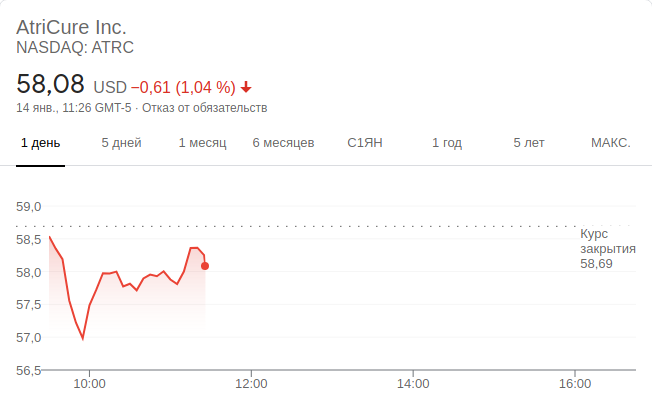 AtriCure Inc.
NASDAQ: ATRC
58,08 USD −0,61 (1,04 %)
14 янв., 11:26 GMT-5 · Отказ от обязательств
1 день 5 дней 1 месяц 6 месяцев С1ЯН 1 год 5 лет МАКС.
59,0
58,5
58,0
57,5
57,0
56,5
Курс
закрытия
58,69
10:00 12:00 14:00 16:00